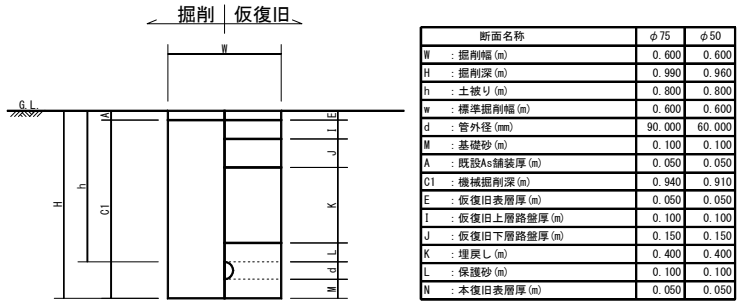 掘削 仮復旧
W
G.L.
A
E
I
J
h
H
C1
K
L
d
M
断面名称 φ75 φ50
W ：掘削幅(m) 0.600 0.600
H ：掘削深(m) 0.990 0.960
h ：土被り(m) 0.800 0.800
w ：標準掘削幅(m) 0.600 0.600
d ：管外径(mm) 90.000 60.000
M ：基礎砂(m) 0.100 0.100
A ：既設As舗装厚(m) 0.050 0.050
C1 ：機械掘削深(m) 0.940 0.910
E ：仮復旧表層厚(m) 0.050 0.050
I ：仮復旧上層路盤厚(m) 0.100 0.100
J ：仮復旧下層路盤厚(m) 0.150 0.150
K ：埋戻し(m) 0.400 0.400
L ：保護砂(m) 0.100 0.100
N ：本復旧表層厚(m) 0.050 0.050